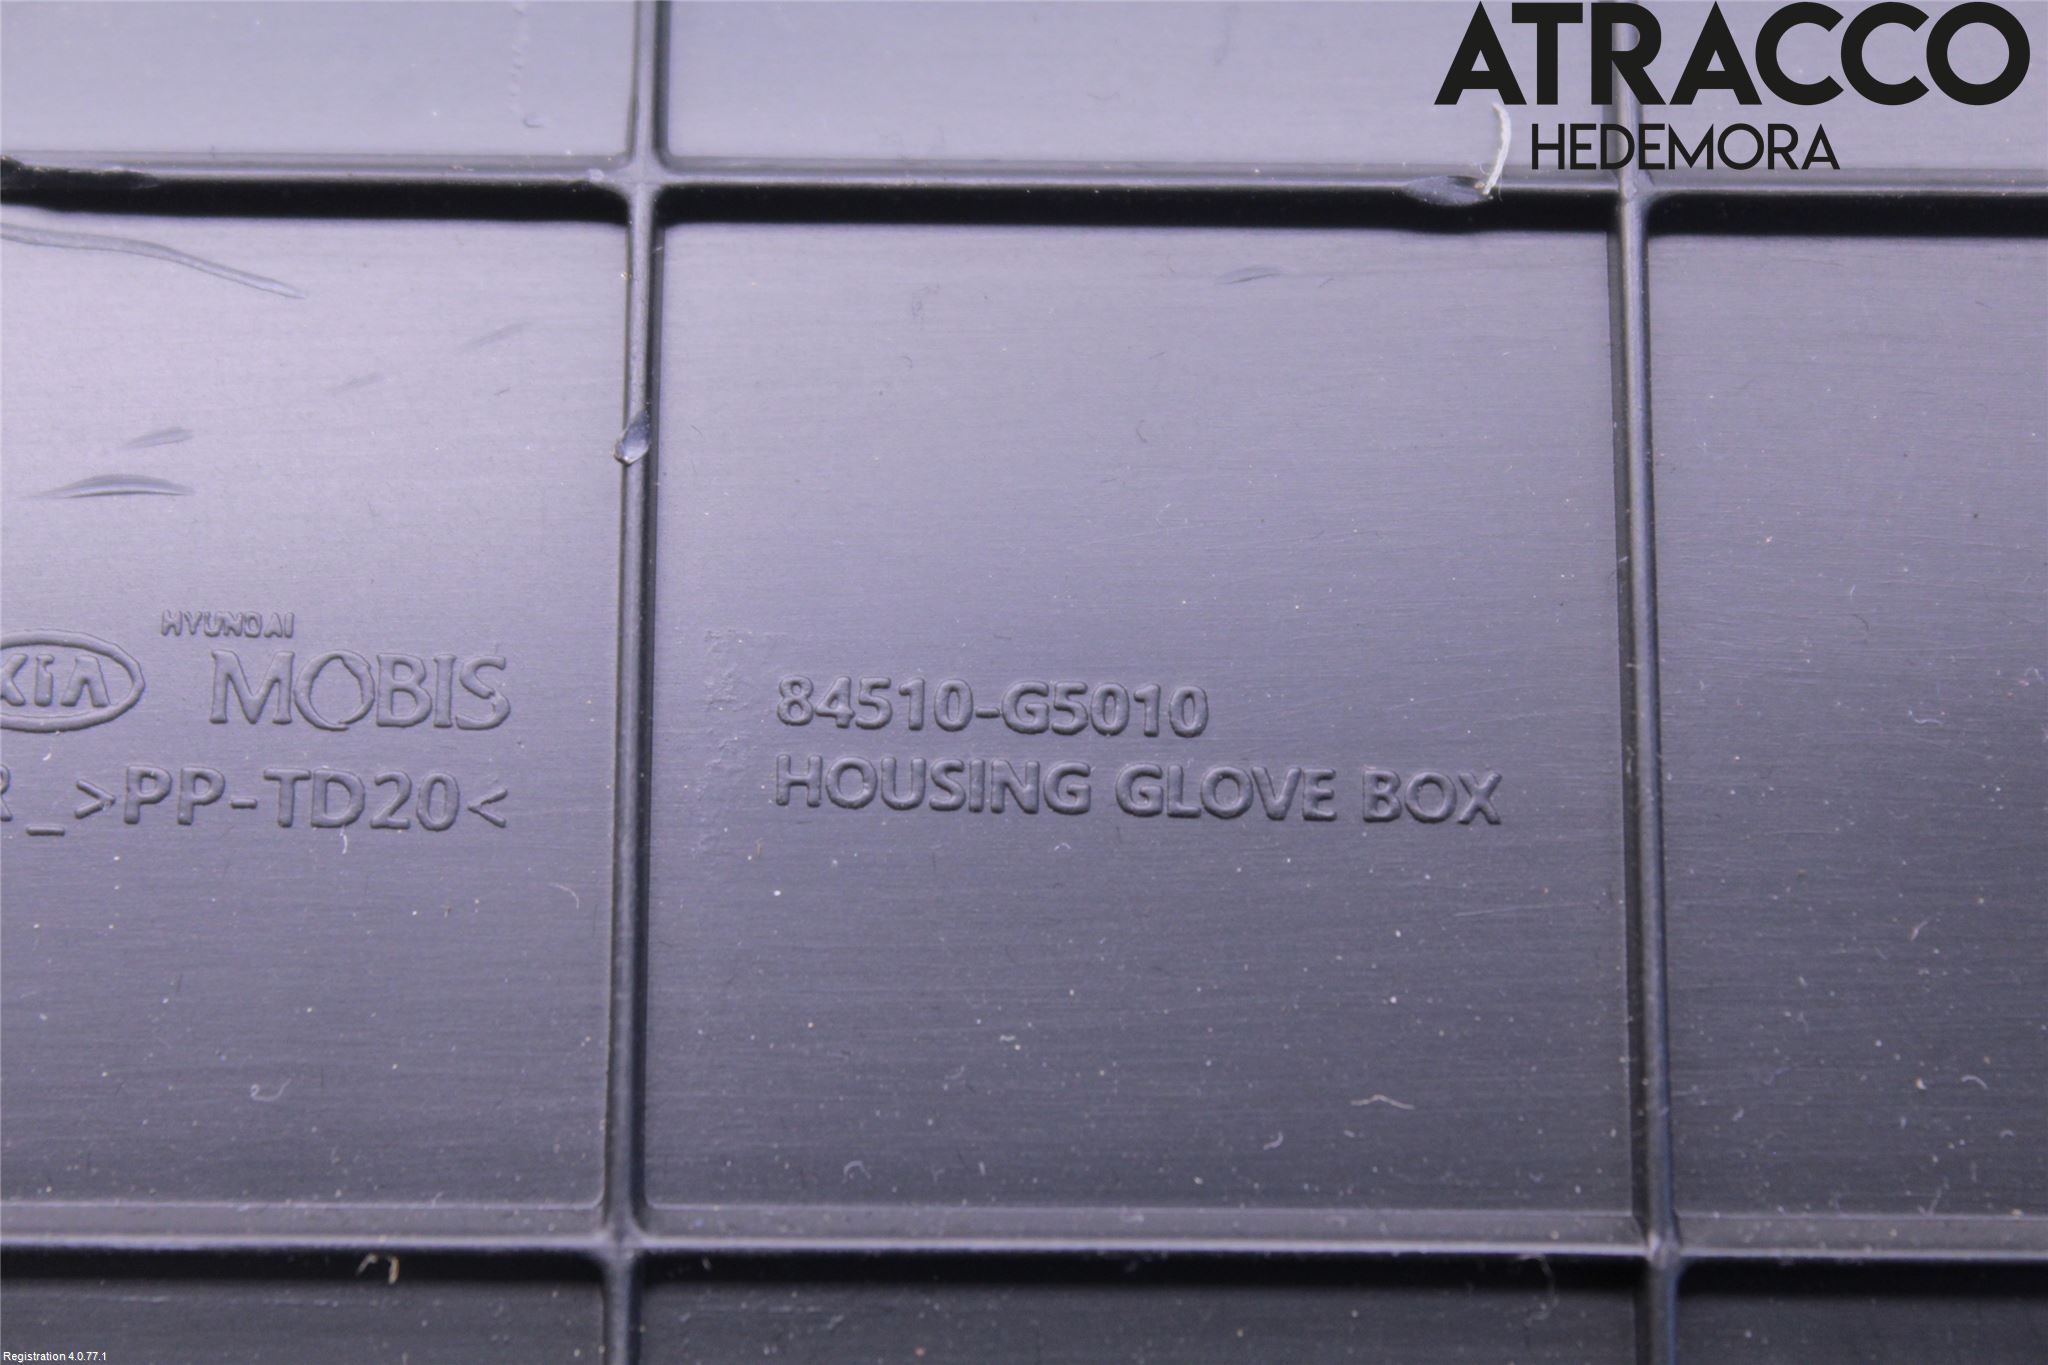 ATRACCO
HEDEMORA
HYUNDAI
KIA MOBIS
_>PP-TD20<
84510-G5010
HOUSING GLOVE BOX
Registration 4.0.77.1